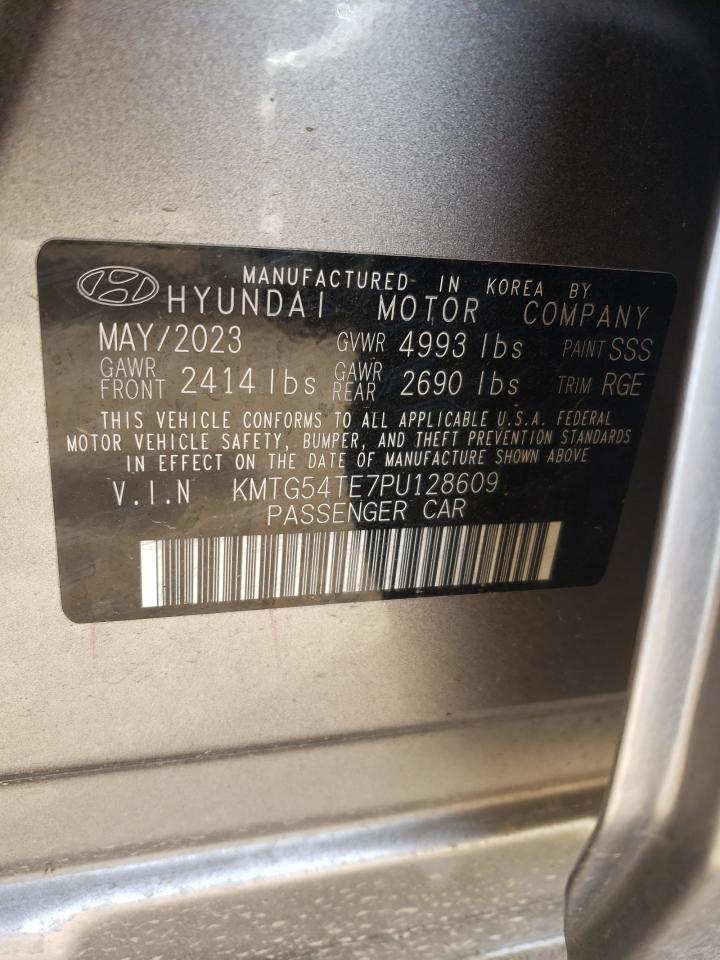 MANUFACTURED IN KOREA BY
HYUNDAI MOTOR COMPANY
MAY/2023 GVWR 4993 lbs PAINT SSS
GAWR FRONT 2414 lbs GAWR REAR 2690 lbs TRIM RGE
THIS VEHICLE CONFORMS TO ALL APPLICABLE U.S.A. FEDERAL
MOTOR VEHICLE SAFETY, BUMPER, AND THEFT PREVENTION STANDARDS
IN EFFECT ON THE DATE OF MANUFACTURE SHOWN ABOVE
V.I.N KMTG54TE7PU128609
PASSENGER CAR